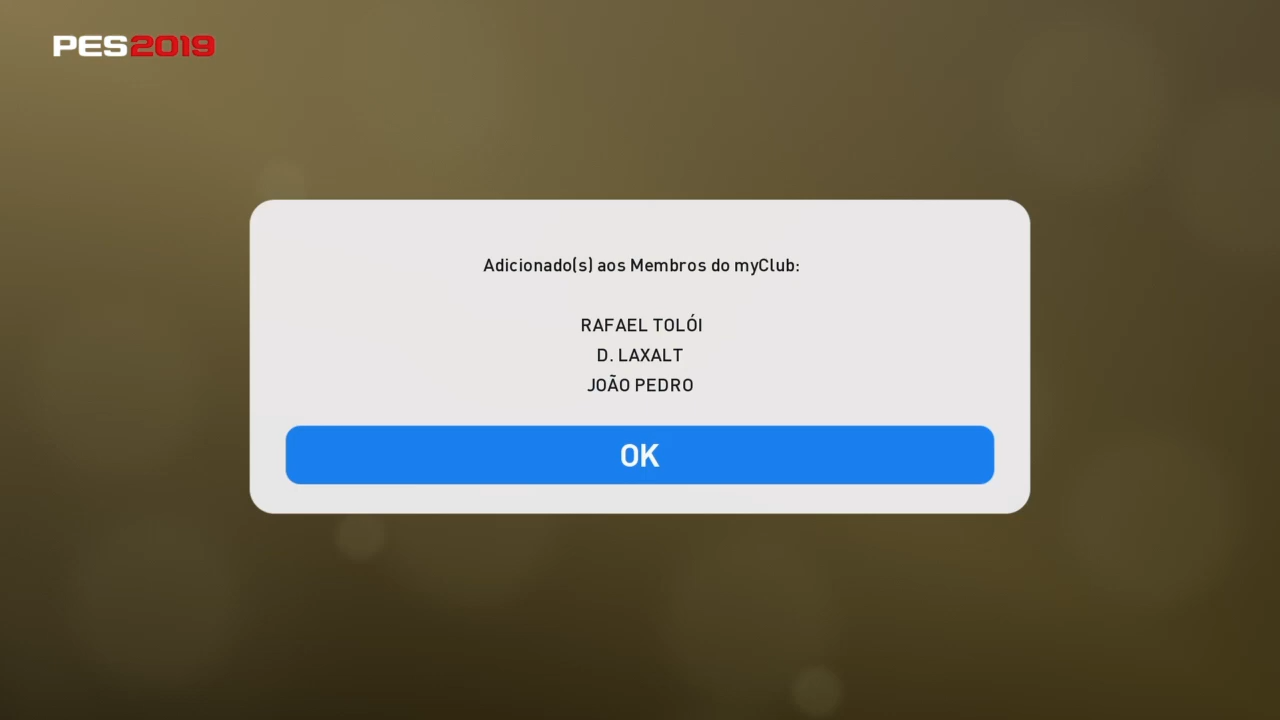 PES2019
Adicionado(s) aos Membros do myClub:
RAFAEL TOLÓI
D. LAXALT
JOÃO PEDRO
OK